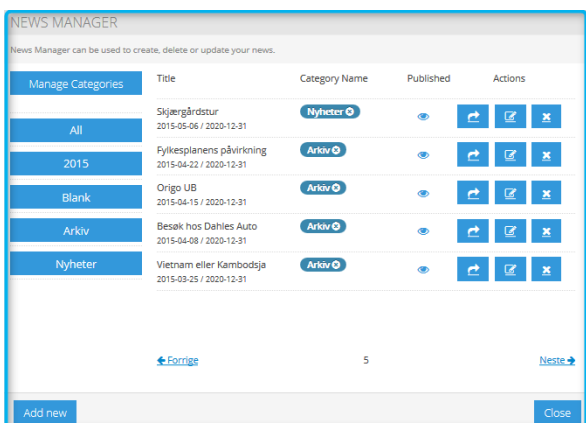 NEWS MANAGER
News Manager can be used to create, delete or update your news.
Manage Categories
All
2015
Blank
Arkiv
Nyheter
Title Category Name Published Actions
Skjærgårdstur Nyheter
2015-05-06 / 2020-12-31
Fylkesplanens påvirkning Arkiv
2015-04-22 / 2020-12-31
Origo UB Arkiv
2015-04-15 / 2020-12-31
Besøk hos Dahles Auto Arkiv
2015-04-08 / 2020-12-31
Vietnam eller Kambodsja Arkiv
2015-03-25 / 2020-12-31
Forrige 5 Neste
Add new Close